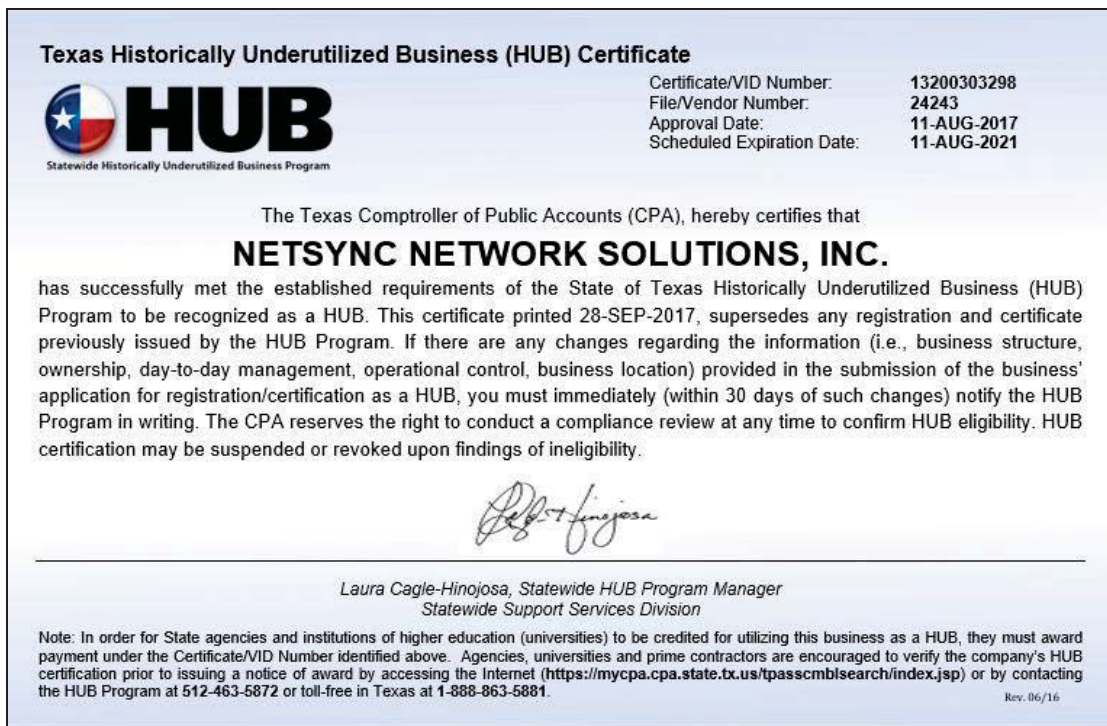 Texas Historically Underutilized Business (HUB) Certificate
HUB
Statewide Historically Underutilized Business Program
Certificate/VID Number: 13200303298
File/Vendor Number: 24243
Approval Date: 11-AUG-2017
Scheduled Expiration Date: 11-AUG-2021
The Texas Comptroller of Public Accounts (CPA), hereby certifies that
NETSYNC NETWORK SOLUTIONS, INC.
has successfully met the established requirements of the State of Texas Historically Underutilized Business (HUB)
Program to be recognized as a HUB. This certificate printed 28-SEP-2017, supersedes any registration and certificate
previously issued by the HUB Program. If there are any changes regarding the information (i.e., business structure,
ownership, day-to-day management, operational control, business location) provided in the submission of the business'
application for registration/certification as a HUB, you must immediately (within 30 days of such changes) notify the HUB
Program in writing. The CPA reserves the right to conduct a compliance review at any time to confirm HUB eligibility. HUB
certification may be suspended or revoked upon findings of ineligibility.
Laura Cagle-Hinojosa, Statewide HUB Program Manager
Statewide Support Services Division
Note: In order for State agencies and institutions of higher education (universities) to be credited for utilizing this business as a HUB, they must award
payment under the Certificate/VID Number identified above. Agencies, universities and prime contractors are encouraged to verify the company's HUB
certification prior to issuing a notice of award by accessing the Internet (https://mycpa.cpa.state.tx.us/tpasscmblsearch/index.jsp) or by contacting
the HUB Program at 512-463-5872 or toll-free in Texas at 1-888-863-5881.
Rev. 06/16